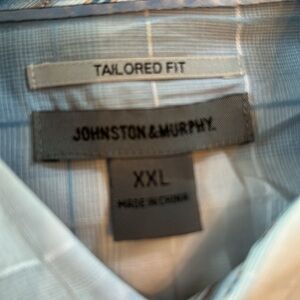 TAILORED FIT
JOHNSTON & MURPHY.
XXL
MADE IN CHINA